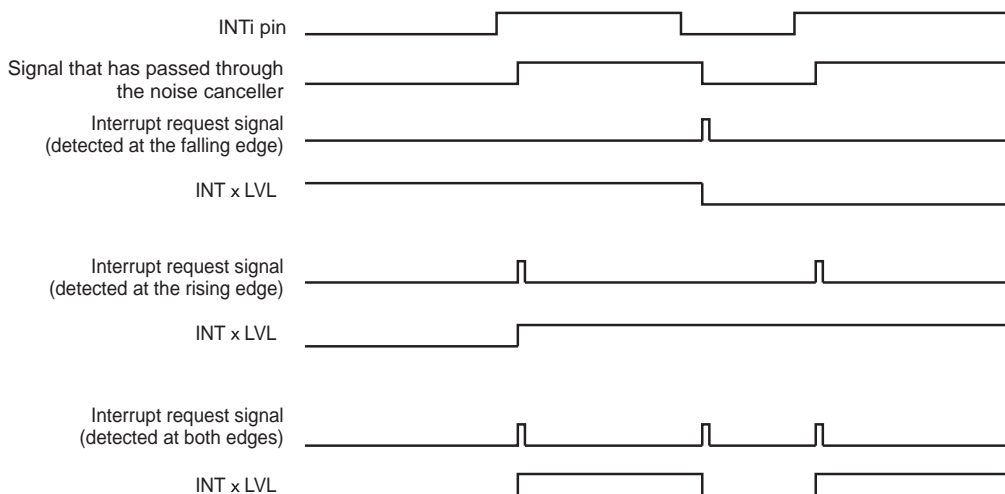 INTi pin
Signal that has passed through
the noise canceller
Interrupt request signal
(detected at the falling edge)
INT x LVL
Interrupt request signal
(detected at the rising edge)
INT x LVL
Interrupt request signal
(detected at both edges)
INT x LVL